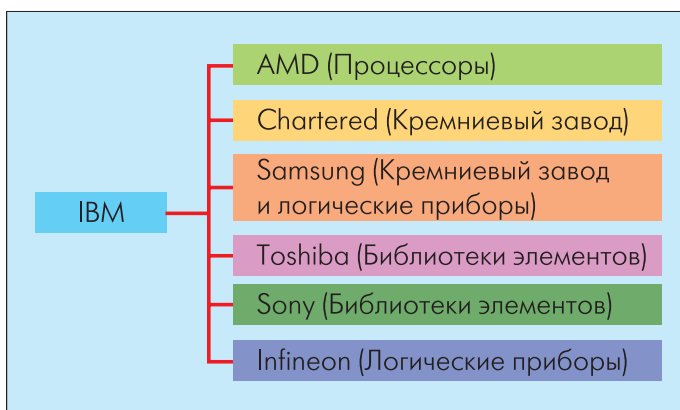 AMD (Процессоры)
Chartered (Кремниевый завод)
Samsung (Кремниевый завод
и логические приборы)
IBM
Toshiba (Библиотеки элементов)
Sony (Библиотеки элементов)
Infineon (Логические приборы)